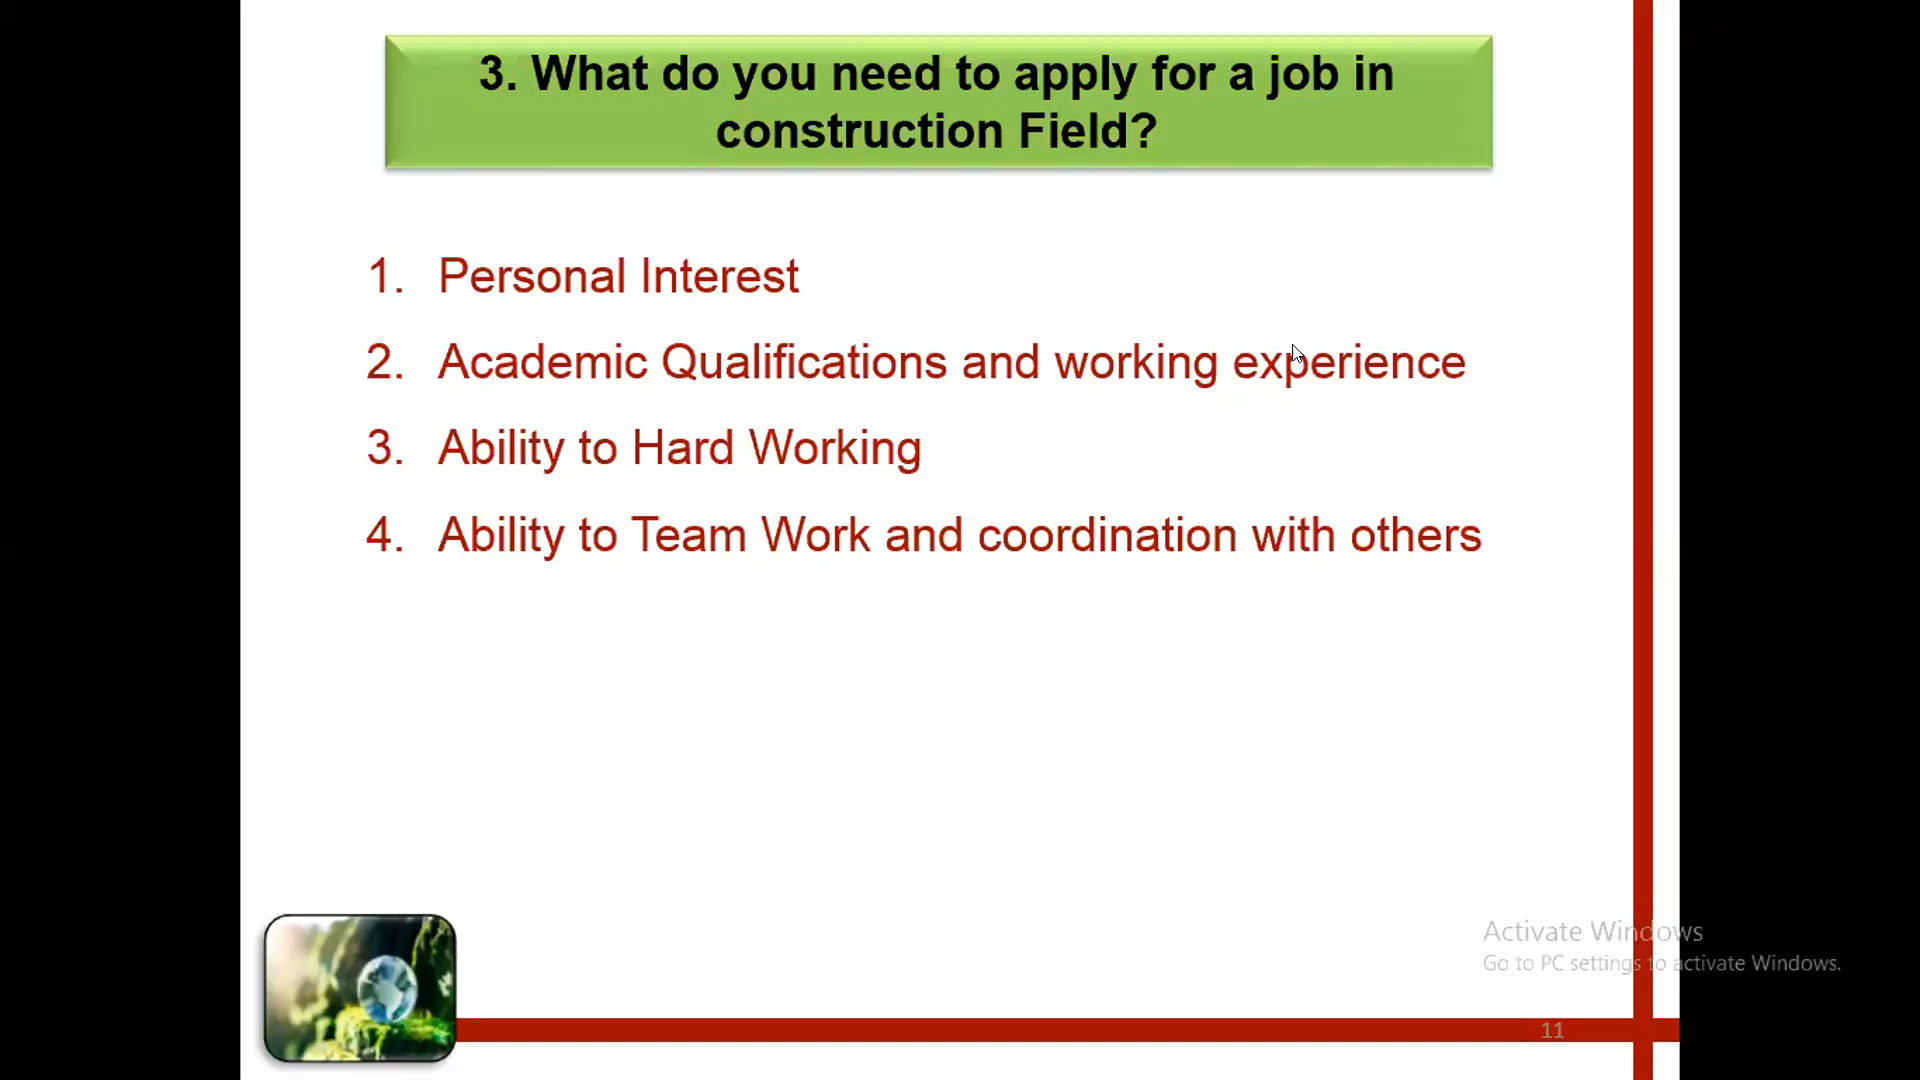 3. What do you need to apply for a job in
construction Field?
1. Personal Interest
2. Academic Qualifications and working experience
3. Ability to Hard Working
4. Ability to Team Work and coordination with others
Activate Windows
Go to PC settings to activate Windows.
11